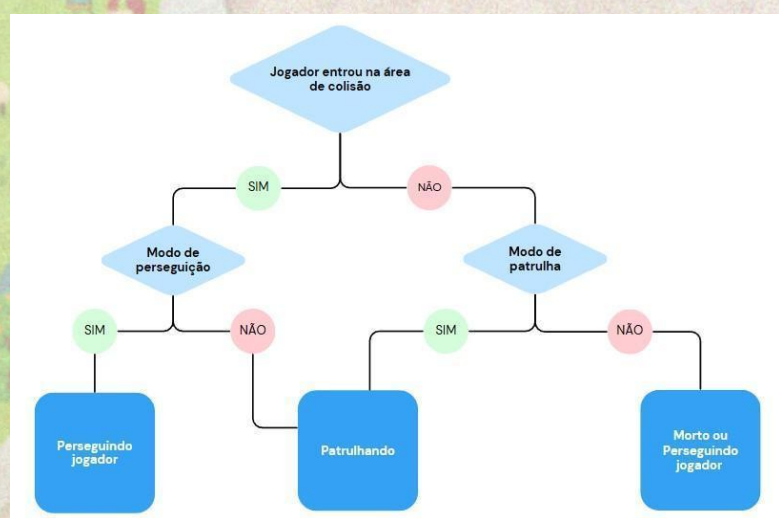 Jogador entrou na área
de colisão
SIM
NÃO
Modo de
perseguição
Modo de
patrulha
SIM
NÃO
SIM
NÃO
Perseguindo
jogador
Patrulhando
Morto ou
Perseguindo
jogador